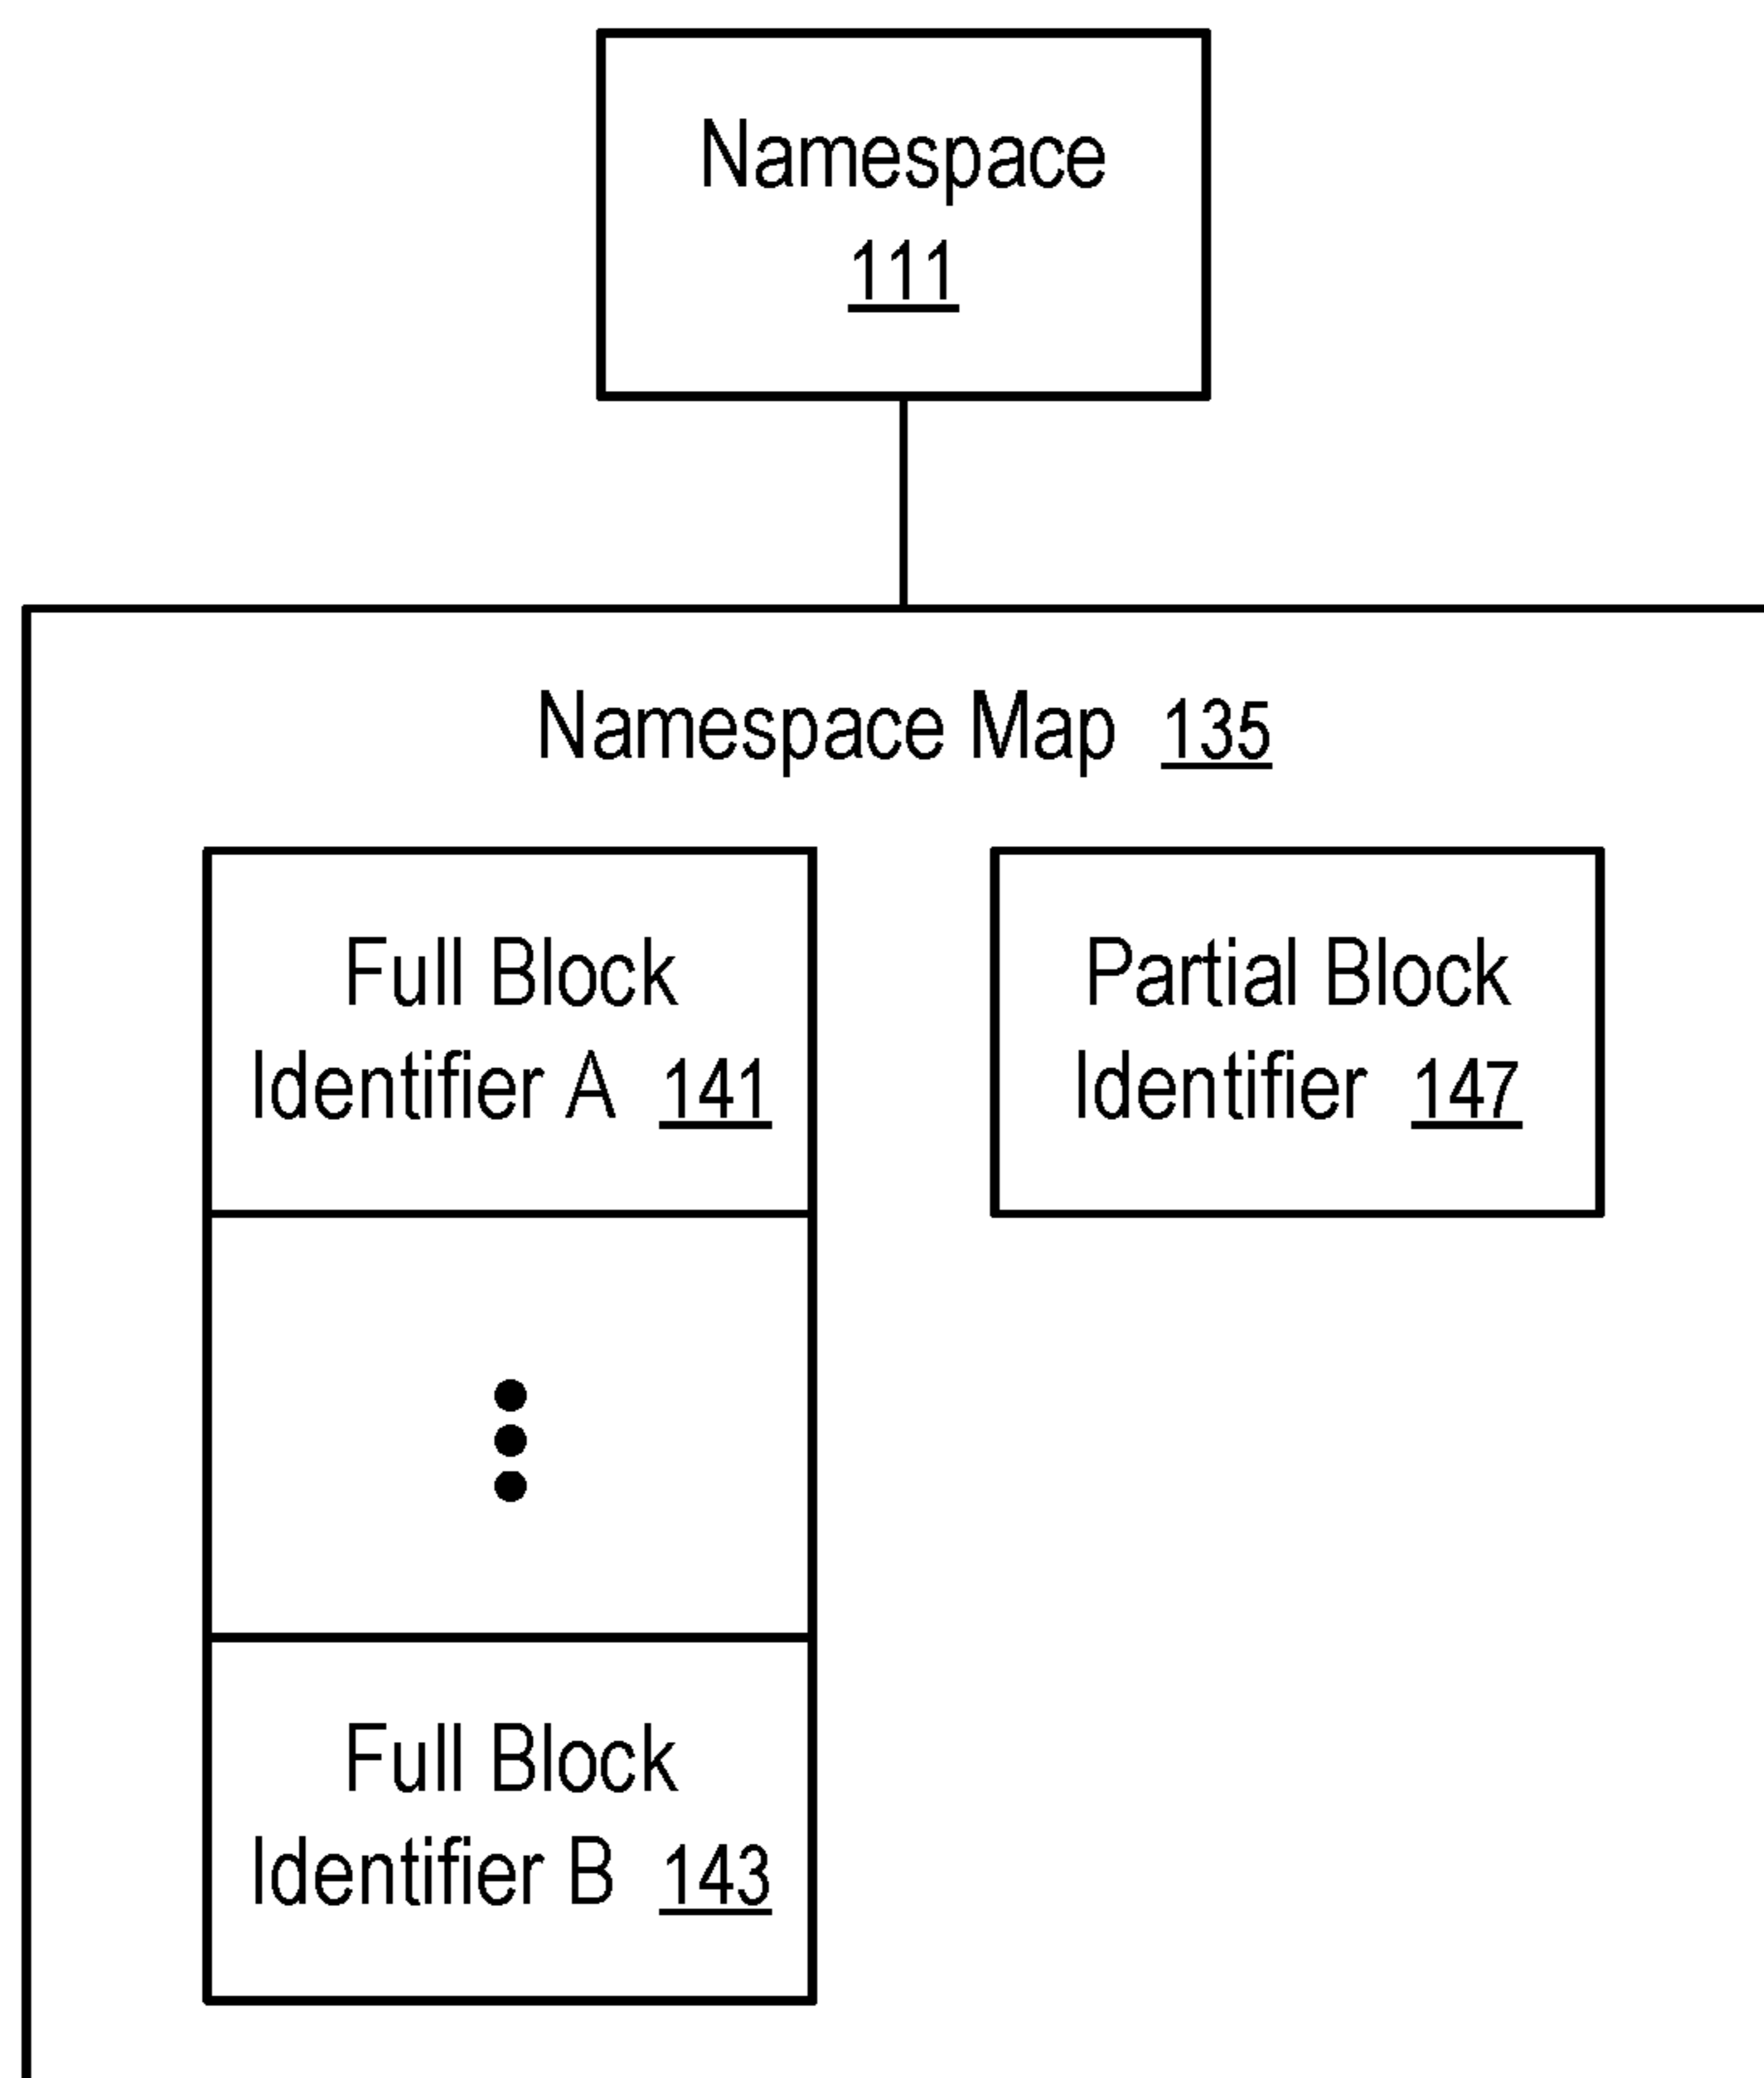 Namespace
111
Namespace Map 135
Full Block
Identifier A 141
Partial Block
Identifier 147
Full Block
Identifier B 143